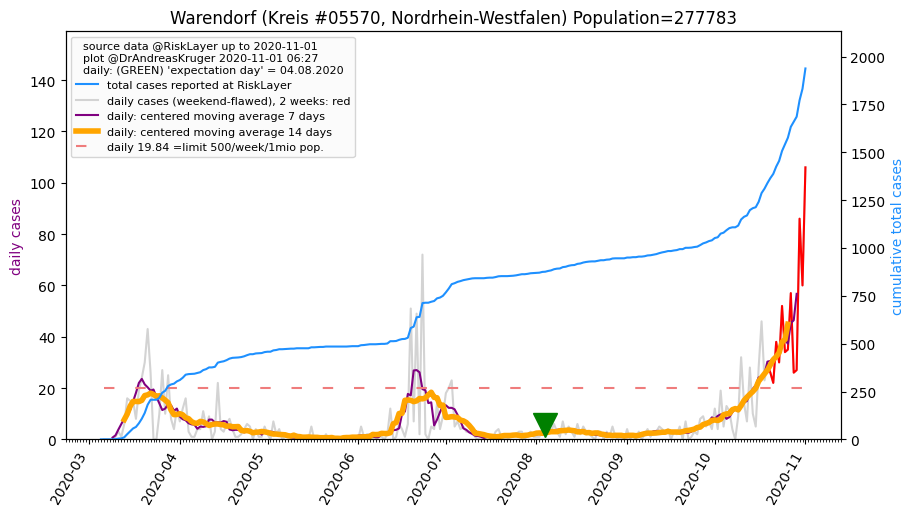 Warendorf (Kreis #05570, Nordrhein-Westfalen) Population=277783
source data @RiskLayer up to 2020-11-01
plot @DrAndreasKruger 2020-11-01 06:27
daily: (GREEN) 'expectation day' = 04.08.2020
total cases reported at RiskLayer
daily cases (weekend-flawed), 2 weeks: red
daily: centered moving average 7 days
daily: centered moving average 14 days
daily 19.84 =limit 500/week/1mio pop.
daily cases
140
120
100
80
60
40
20
0
cumulative total cases
2000
1750
1500
1250
1000
750
500
250
0
2020-03
2020-04
2020-05
2020-06
2020-07
2020-08
2020-09
2020-10
2020-11